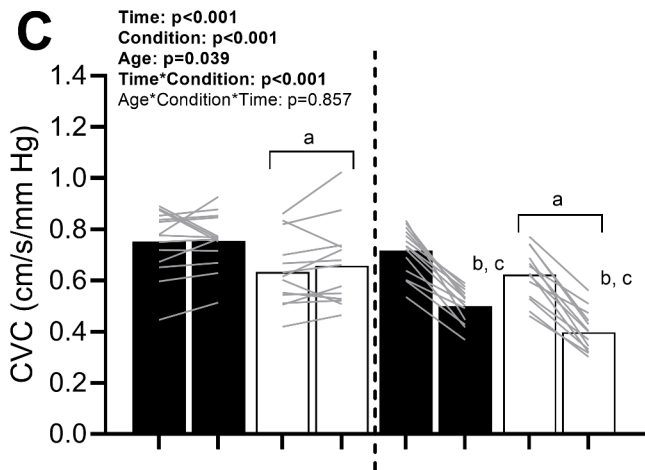 C
Time: p<0.001
Condition: p<0.001
Age: p=0.039
Time*Condition: p<0.001
Age*Condition*Time: p=0.857
CVC (cm/s/mm Hg)
1.4
1.2
1.0
0.8
0.6
0.4
0.2
0.0
a
a
b, c
b, c